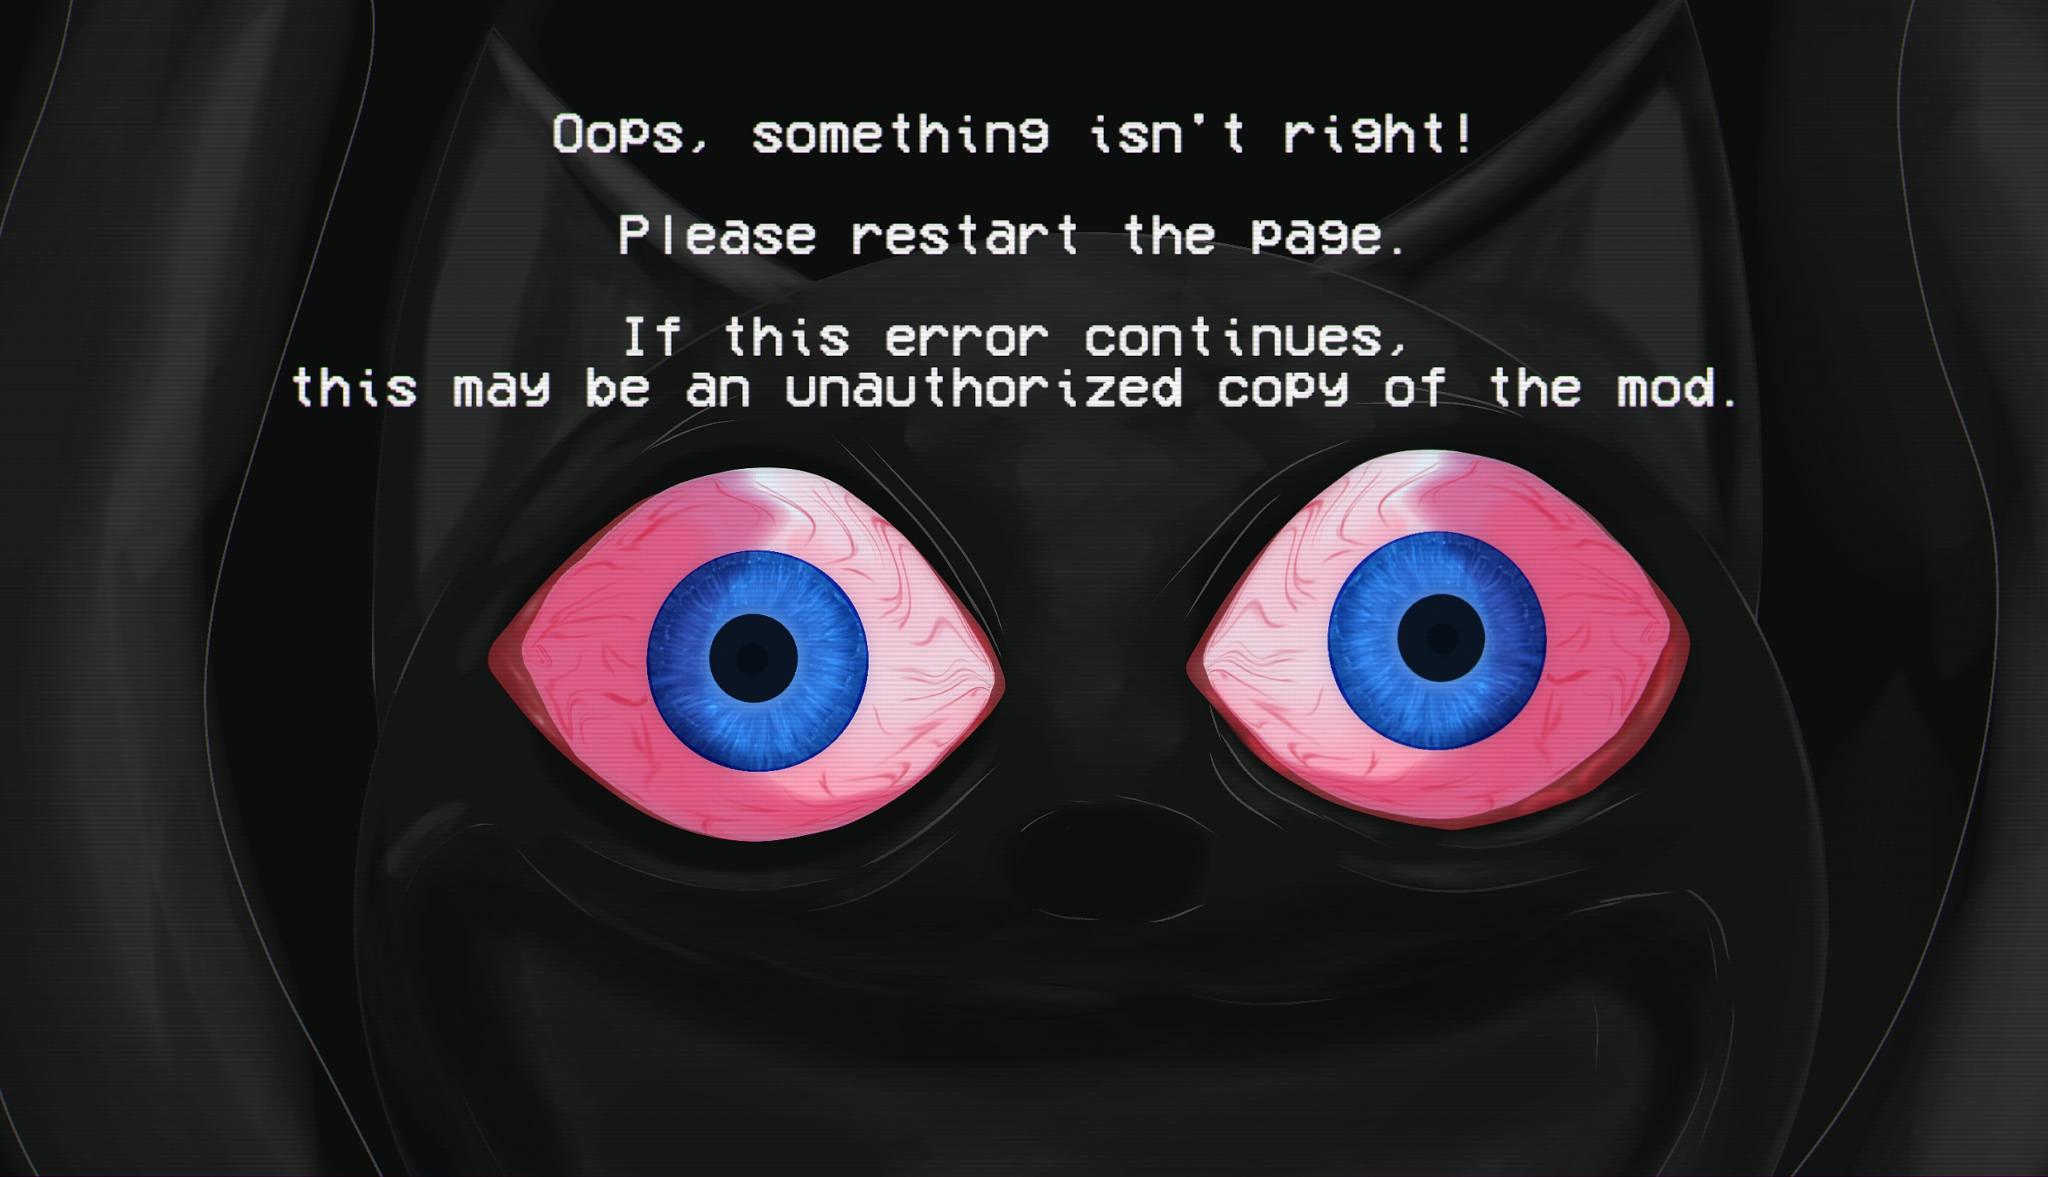 Oops, something isn't right!
Please restart the page.
If this error continues,
this may be an unauthorized copy of the mod.